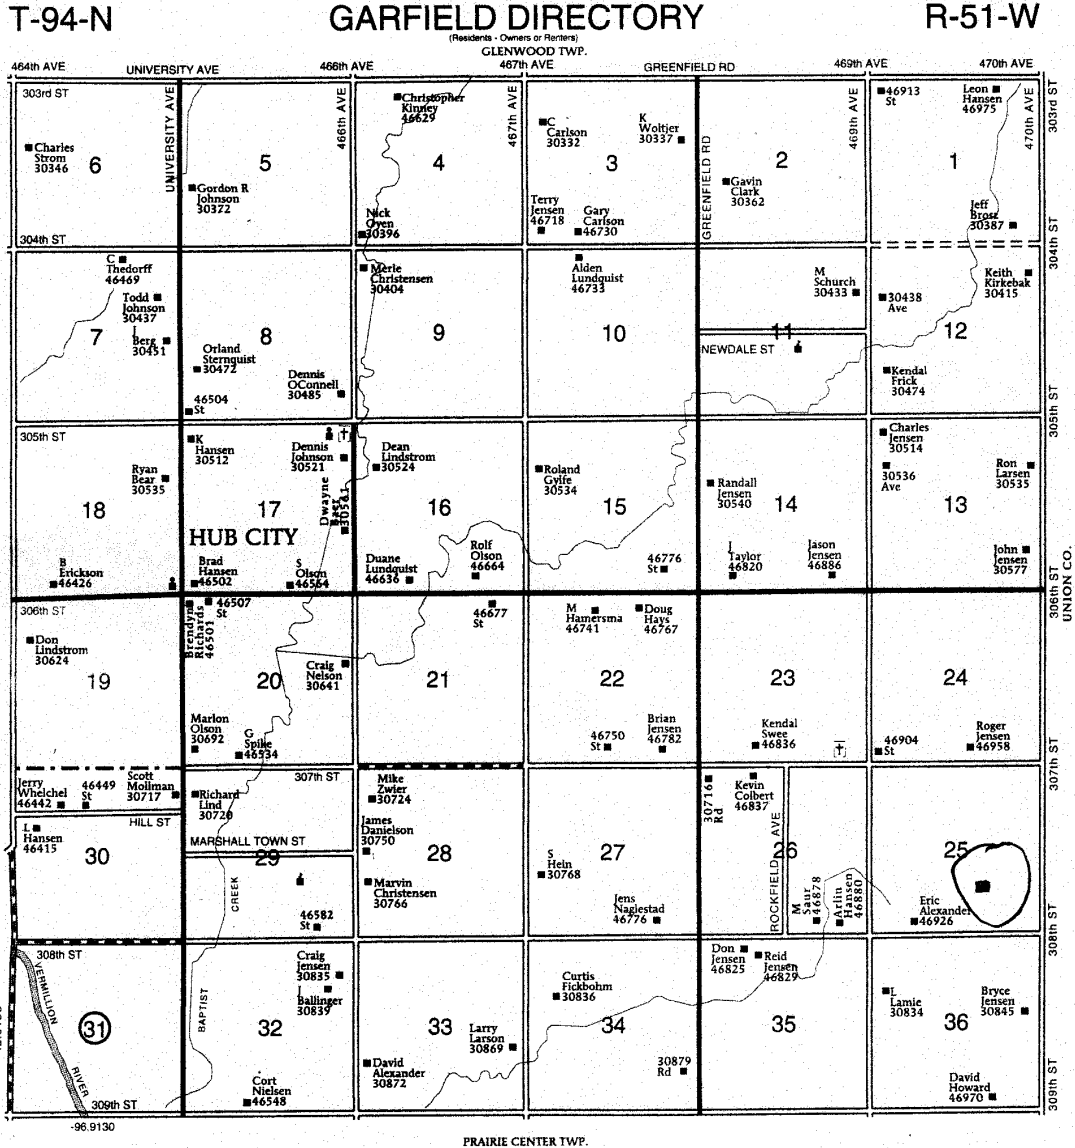 T-94-N
GARFIELD DIRECTORY
R-51-W
(Residents - Owners or Renters)
GLENWOOD TWP.
464th AVE
UNIVERSITY AVE
466th AVE
467th AVE
GREENFIELD RD
469th AVE
470th AVE
303rd ST
UNIVERSITY AVE
466th AVE
467th AVE
GREENFIELD RD
469th AVE
470th AVE
303rd ST
Charles
Strom
30346
6
5
Gordon R
Johnson
30372
Christopher
Kinney
46629
4
Nick
Oyen
30396
C
Carlson
30332
K
Woltjer
30337
3
Terry
Jensen
46718
Gary
Carlson
46730
2
Gavin
Clark
30362
46913
St
Leon
Hansen
46975
1
Jeff
Brosz
30387
304th ST
304th ST
C
Thedorff
46469
Todd
Johnson
30437
7
J
Berg
30451
8
Orland
Sternquist
30472
Dennis
OConnell
30485
46504
St
Merle
Christensen
30404
9
Alden
Lundquist
46733
10
M
Schurch
30433
11
NEWDALE ST
30438
Ave
Keith
Kirkebak
30415
12
Kendal
Frick
30474
305th ST
305th ST
Ryan
Bear
30535
18
B
Erickson
46426
K
Hansen
30512
Dennis
Johnson
30521
17
Dwayne
Baer
30561
HUB CITY
Brad
Hansen
46502
S
Olson
46564
Dean
Lindstrom
30524
16
Duane
Lundquist
46636
Rolf
Olson
46664
Roland
Gylfe
30534
15
46776
St
Randall
Jensen
30540
14
J
Taylor
46820
Jason
Jensen
46886
Charles
Jensen
30514
30536
Ave
Ron
Larsen
30535
13
John
Jensen
30577
306th ST
UNION CO.
306th ST
Don
Lindstrom
30624
19
Brendyn
Richards
46501
46507
St
Craig
Nelson
30641
20
Marlon
Olson
30692
G
Spike
46534
46677
St
21
M
Hamersma
46741
Doug
Hays
46767
22
46750
St
Brian
Jensen
46782
23
Kendal
Swee
46836
24
46904
St
Roger
Jensen
46958
307th ST
Jerry
Whelchel
46442
46449
St
Scott
Mollman
30717
HILL ST
L
Hansen
46415
30
307th ST
Richard
Lind
30720
MARSHALL TOWN ST
29
CREEK
46582
St
Mike
Zwier
30724
James
Danielson
30750
28
Marvin
Christensen
30766
S
Hein
30768
27
Jens
Naglestad
46776
30716
Rd
Kevin
Colbert
46837
ROCKFIELD AVE
26
M
Saur
46878
Arlin
Hansen
46880
25
Eric
Alexander
46926
308th ST
308th ST
VERMILLION
RIVER
31
BAPTIST
Craig
Jensen
30835
J
Ballinger
30839
32
Cort
Nielsen
46548
33
Larry
Larson
30869
David
Alexander
30872
Curtis
Fickbohm
30836
34
30879
Rd
Don
Jensen
46825
Reid
Jensen
46829
35
L
Lamie
30834
Bryce
Jensen
30845
36
David
Howard
46970
309th ST
309th ST
-96.9130
PRAIRIE CENTER TWP.